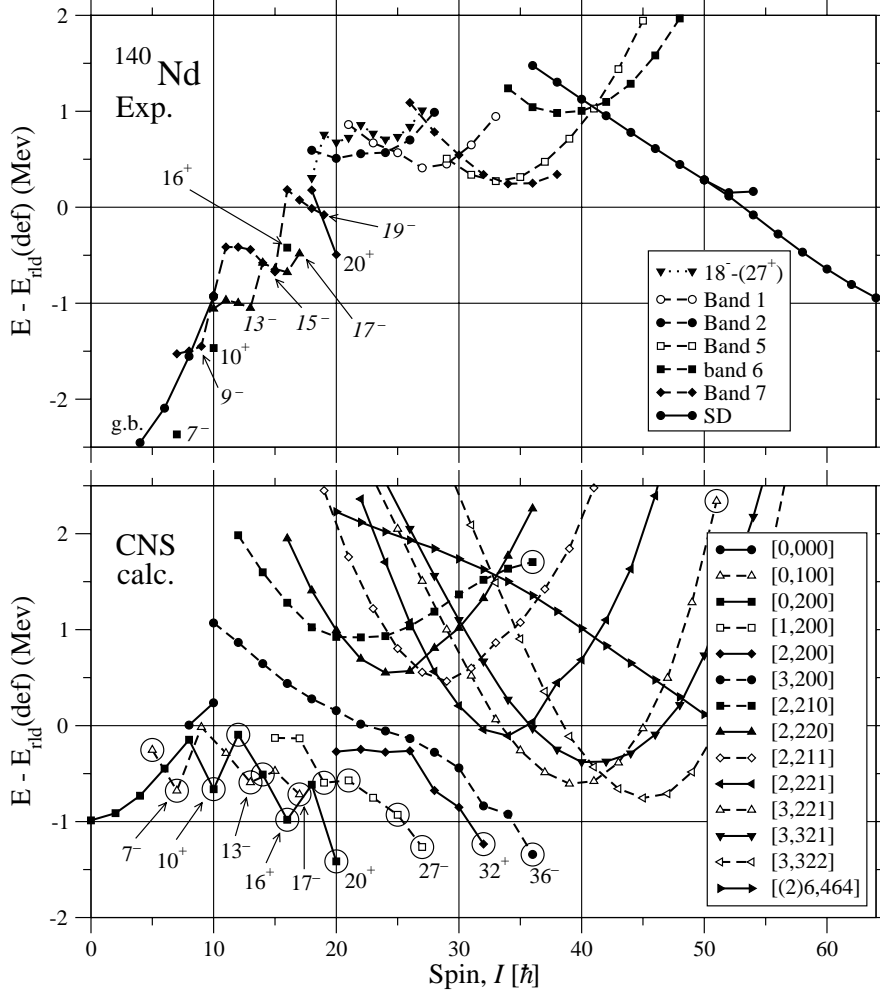 2
1
0
-1
-2
E - E_rld(def) (Mev)
¹⁴⁰Nd
Exp.
16⁺
19⁻
20⁺
17⁻
15⁻
13⁻
10⁺
9⁻
7⁻
g.b.
18⁻-(27⁺)
Band 1
Band 2
Band 5
band 6
Band 7
SD
2
1
0
-1
-2
E - E_rld(def) (Mev)
CNS
calc.
7⁻
10⁺
13⁻
16⁺
17⁻
20⁺
27⁻
32⁺
36⁻
[0,000]
[0,100]
[0,200]
[1,200]
[2,200]
[3,200]
[2,210]
[2,220]
[2,211]
[2,221]
[3,221]
[3,321]
[3,322]
[(2)6,464]
0 10 20 30 40 50 60
Spin, I [ħ]